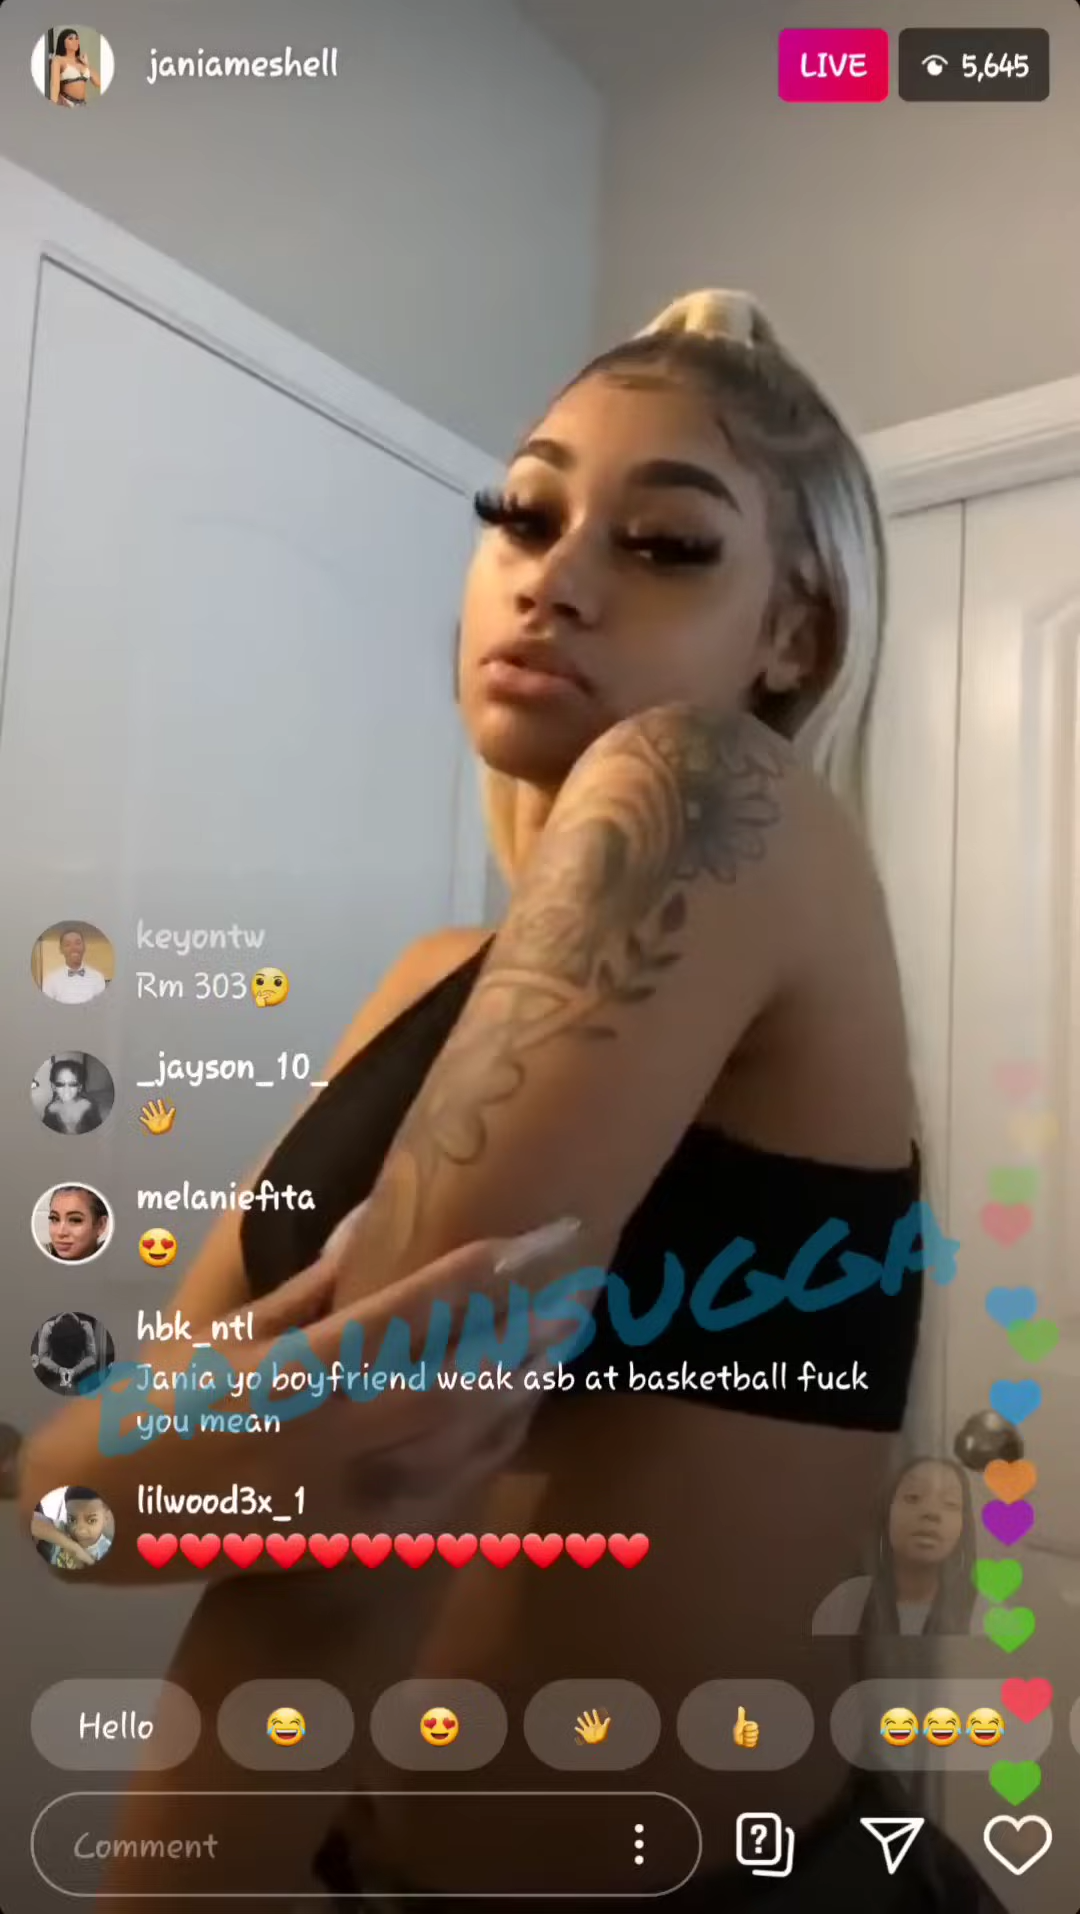 janiameshell
LIVE
5,645
keyontw
Rm 303🤔
_jayson_10_
👋
melaniefita
😍
hbk_ntl
Jania yo boyfriend weak asb at basketball fuck
you mean
BROWNSUGGA
lilwood3x_1
❤️❤️❤️❤️❤️❤️❤️❤️❤️❤️❤️❤️
Hello 😂 😍 👋 👍 😂😂😂
Comment
?